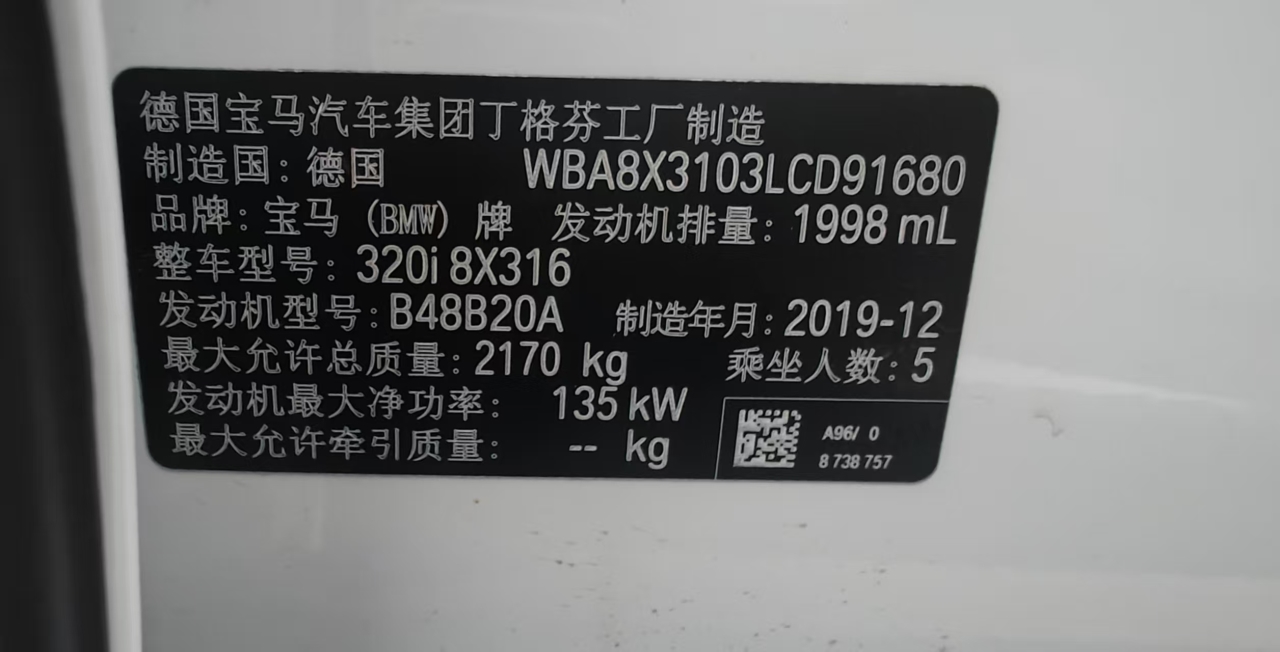 德国宝马汽车集团丁格芬工厂制造
制造国：德国 WBA8X3103LCD91680
品牌：宝马 (BMW) 牌 发动机排量：1998 mL
整车型号：320i 8X316
发动机型号：B48B20A 制造年月：2019-12
最大允许总质量：2170 kg 乘坐人数：5
发动机最大净功率： 135 kW
最大允许牵引质量： -- kg
A96/ 0
8 738 757